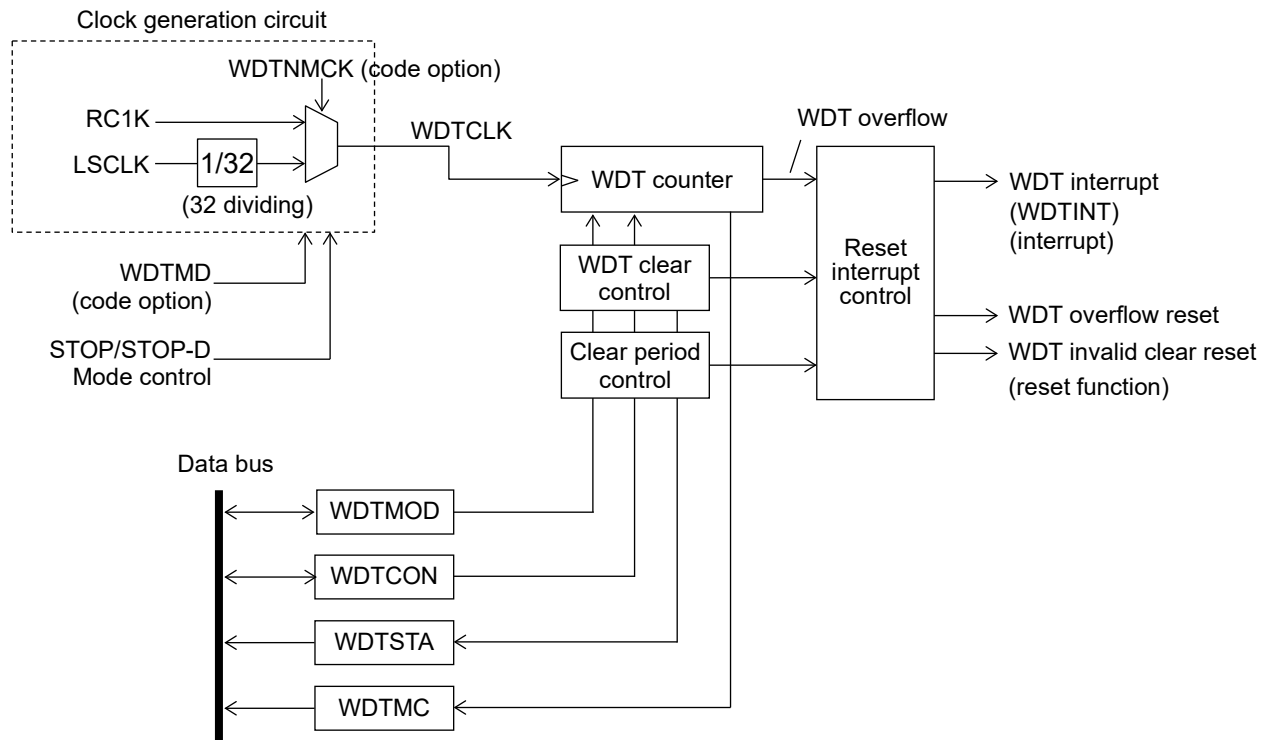 Clock generation circuit
WDTNMCK (code option)
RC1K
LSCLK
1/32
(32 dividing)
WDTCLK
WDTMD
(code option)
STOP/STOP-D
Mode control
WDT counter
WDT overflow
WDT clear
control
Clear period
control
Reset
interrupt
control
WDT interrupt
(WDTINT)
(interrupt)
WDT overflow reset
WDT invalid clear reset
(reset function)
Data bus
WDTMOD
WDTCON
WDTSTA
WDTMC